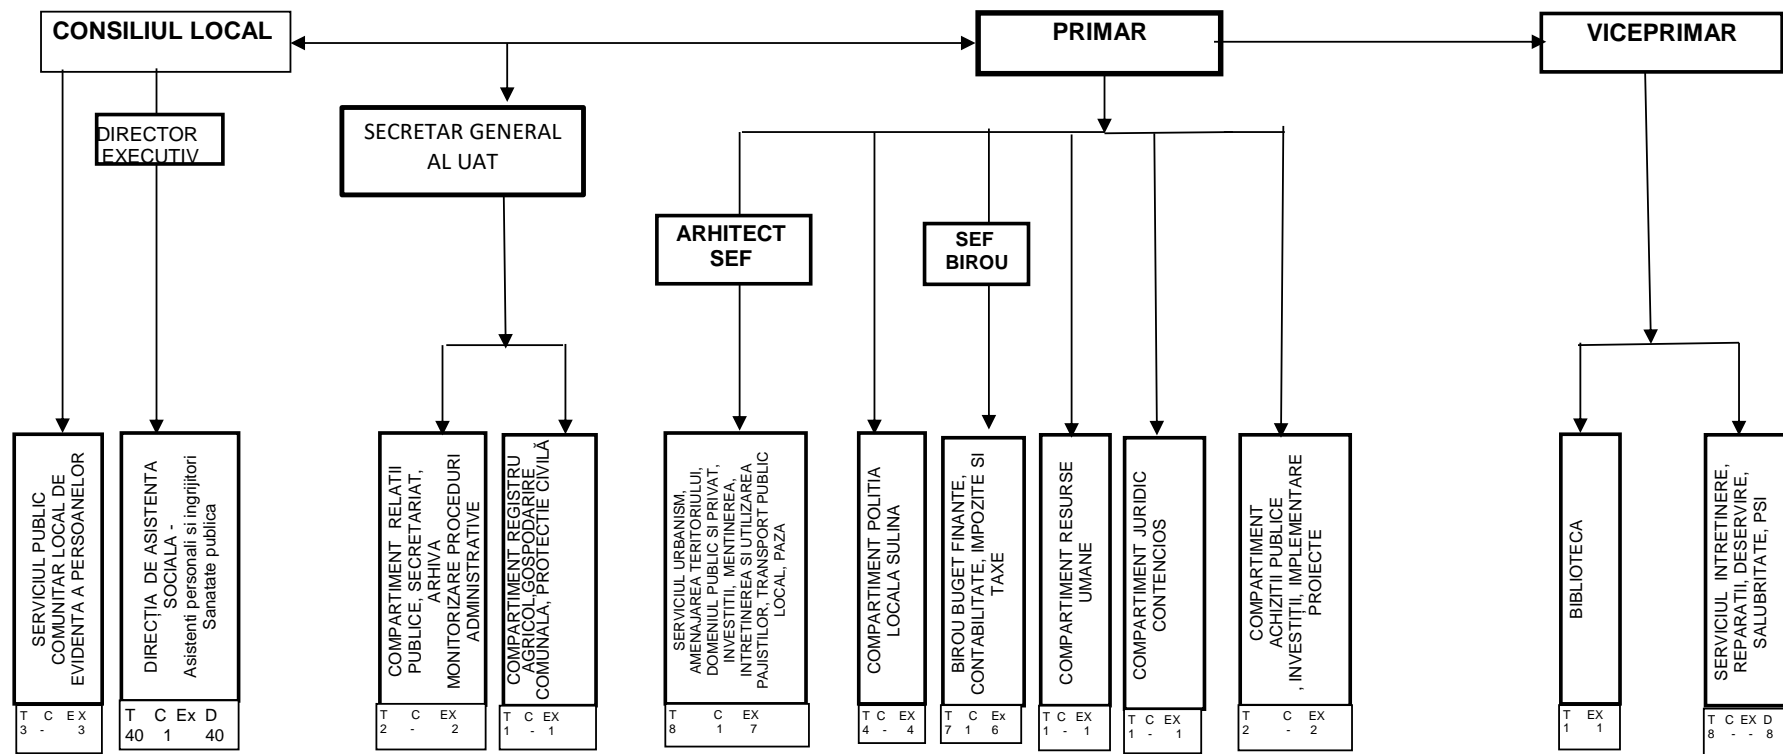 CONSILIUL LOCAL
PRIMAR
VICEPRIMAR
DIRECTOR
EXECUTIV
SECRETAR GENERAL
AL UAT
ARHITECT
SEF
SEF
BIROU
SERVICIUL PUBLIC
COMUNITAR LOCAL DE
EVIDENTA A PERSOANELOR
T C EX
3 - 3
DIRECȚIA DE ASISTENTA
SOCIALA -
Asistenti personali si ingrijitori
Sanatate publica
T C Ex D
40 1 40
COMPARTIMENT RELATII
PUBLICE, SECRETARIAT,
ARHIVA
MONITORIZARE PROCEDURI
ADMINISTRATIVE
T C EX
2 - 2
COMPARTIMENT REGISTRU
AGRICOL,GOSPODARIRE
COMUNALA, PROTECTIE CIVILĂ
T C EX
1 - 1
SERVICIUL URBANISM,
AMENAJAREA TERITORIULUI,
DOMENIUL PUBLIC SI PRIVAT,
INVESTITII, MENTINEREA,
INTRETINEREA SI UTILIZAREA
PAJISTILOR, TRANSPORT PUBLIC
LOCAL, PAZA
T C EX
8 1 7
COMPARTIMENT POLITIA
LOCALA SULINA
T C EX
4 - 4
BIROU BUGET FINANTE,
CONTABILITATE, IMPOZITE SI
TAXE
T C Ex
7 1 6
COMPARTIMENT RESURSE
UMANE
T C EX
1 - 1
COMPARTIMENT JURIDIC
CONTENCIOS
T C EX
1 - 1
COMPARTIMENT
ACHIZITII PUBLICE
, INVESTITII, IMPLEMENTARE
PROIECTE
T C EX
2 - 2
BIBLIOTECA
T EX
1 1
SERVICIUL INTRETINERE,
REPARATII, DESERVIRE,
SALUBRITATE, PSI
-
T C EX D
8 - - 8